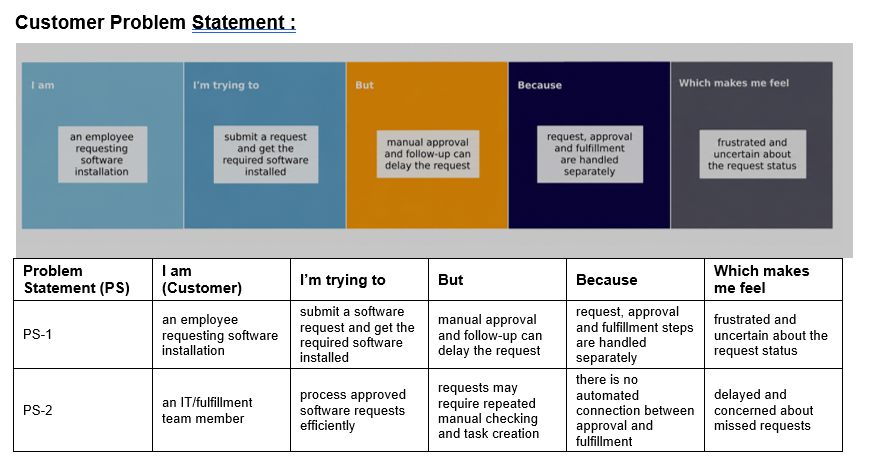 Customer Problem Statement :
I am
I'm trying to
But
Because
Which makes me feel
an employee
requesting
software
installation
submit a request
and get the
required software
installed
manual approval
and follow-up can
delay the request
request, approval
and fulfillment
are handled
separately
frustrated and
uncertain about
the request status
Problem
Statement (PS)
I am
(Customer)
I'm trying to
But
Because
Which makes
me feel
PS-1
an employee
requesting software
installation
submit a software
request and get the
required software
installed
manual approval
and follow-up can
delay the request
request, approval
and fulfillment steps
are handled
separately
frustrated and
uncertain about the
request status
PS-2
an IT/fulfillment
team member
process approved
software requests
efficiently
requests may
require repeated
manual checking
and task creation
there is no
automated
connection between
approval and
fulfillment
delayed and
concerned about
missed requests